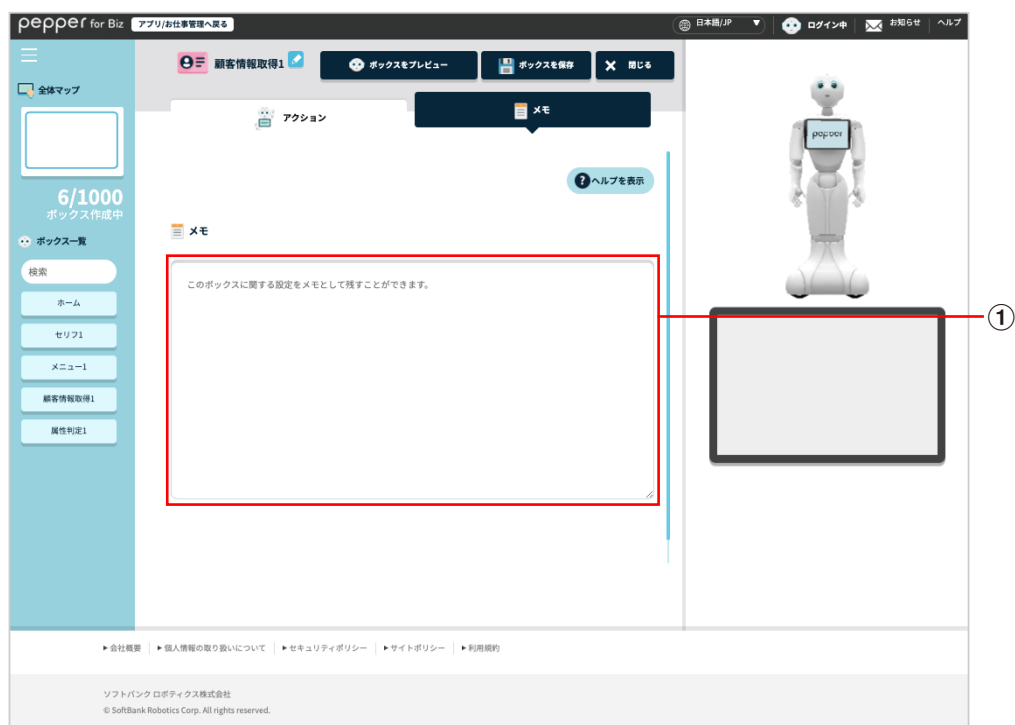 pepper for Biz アプリ/お仕事管理へ戻る 日本語/JP ▼ ログイン中 お知らせ ヘルプ
顧客情報取得1 ボックスをプレビュー ボックスを保存 閉じる
全体マップ
アクション メモ
pepper
ヘルプを表示
6/1000
ボックス作成中
メモ
ボックス一覧
検索
このボックスに関する設定をメモとして残すことができます。
ホーム
①
セリフ1
メニュー1
顧客情報取得1
属性判定1
▶会社概要 ▶個人情報の取り扱いについて ▶セキュリティポリシー ▶サイトポリシー ▶利用規約
ソフトバンク ロボティクス株式会社
© SoftBank Robotics Corp. All rights reserved.